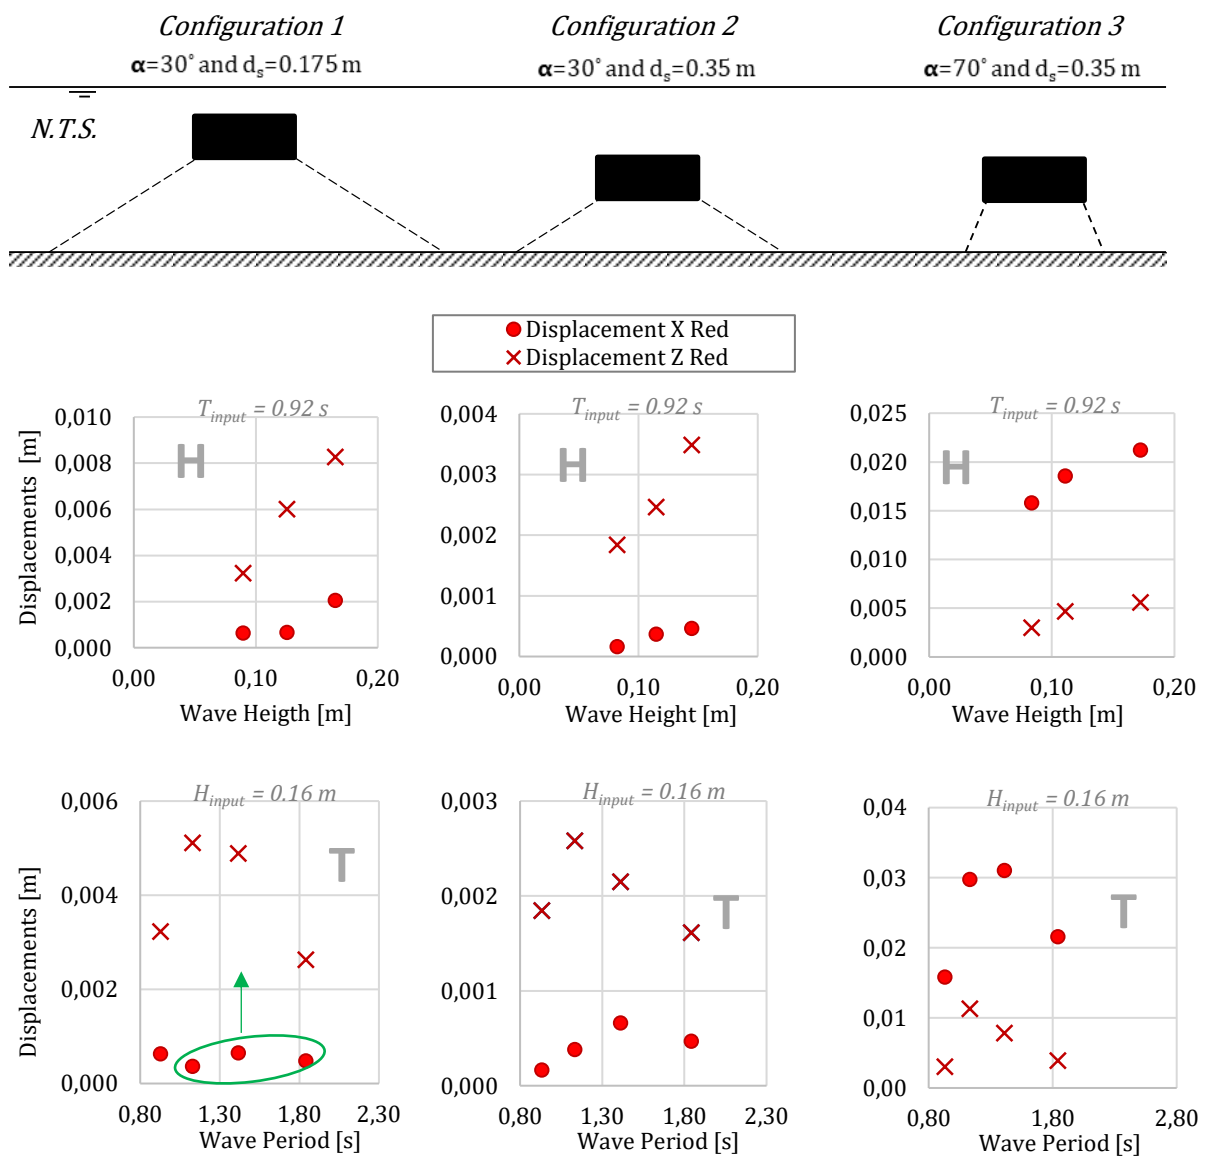 Configuration 1
Configuration 2
Configuration 3
α=30° and ds=0.175 m
α=30° and ds=0.35 m
α=70° and ds=0.35 m
N.T.S.
Displacement X Red
Displacement Z Red
Tinput = 0.92 s
H
Displacements [m]
0,010
0,008
0,006
0,004
0,002
0,000
0,00
0,10
0,20
Wave Heigth [m]
Tinput = 0.92 s
H
0,004
0,003
0,002
0,001
0,000
0,00
0,10
0,20
Wave Height [m]
Tinput = 0.92 s
H
0,025
0,020
0,015
0,010
0,005
0,000
0,00
0,10
0,20
Wave Heigth [m]
Hinput = 0.16 m
T
Displacements [m]
0,006
0,004
0,002
0,000
0,80
1,30
1,80
2,30
Wave Period [s]
Hinput = 0.16 m
T
0,003
0,002
0,001
0,000
0,80
1,30
1,80
2,30
Wave Period [s]
Hinput = 0.16 m
T
0,04
0,03
0,02
0,01
0,00
0,80
1,80
2,80
Wave Period [s]